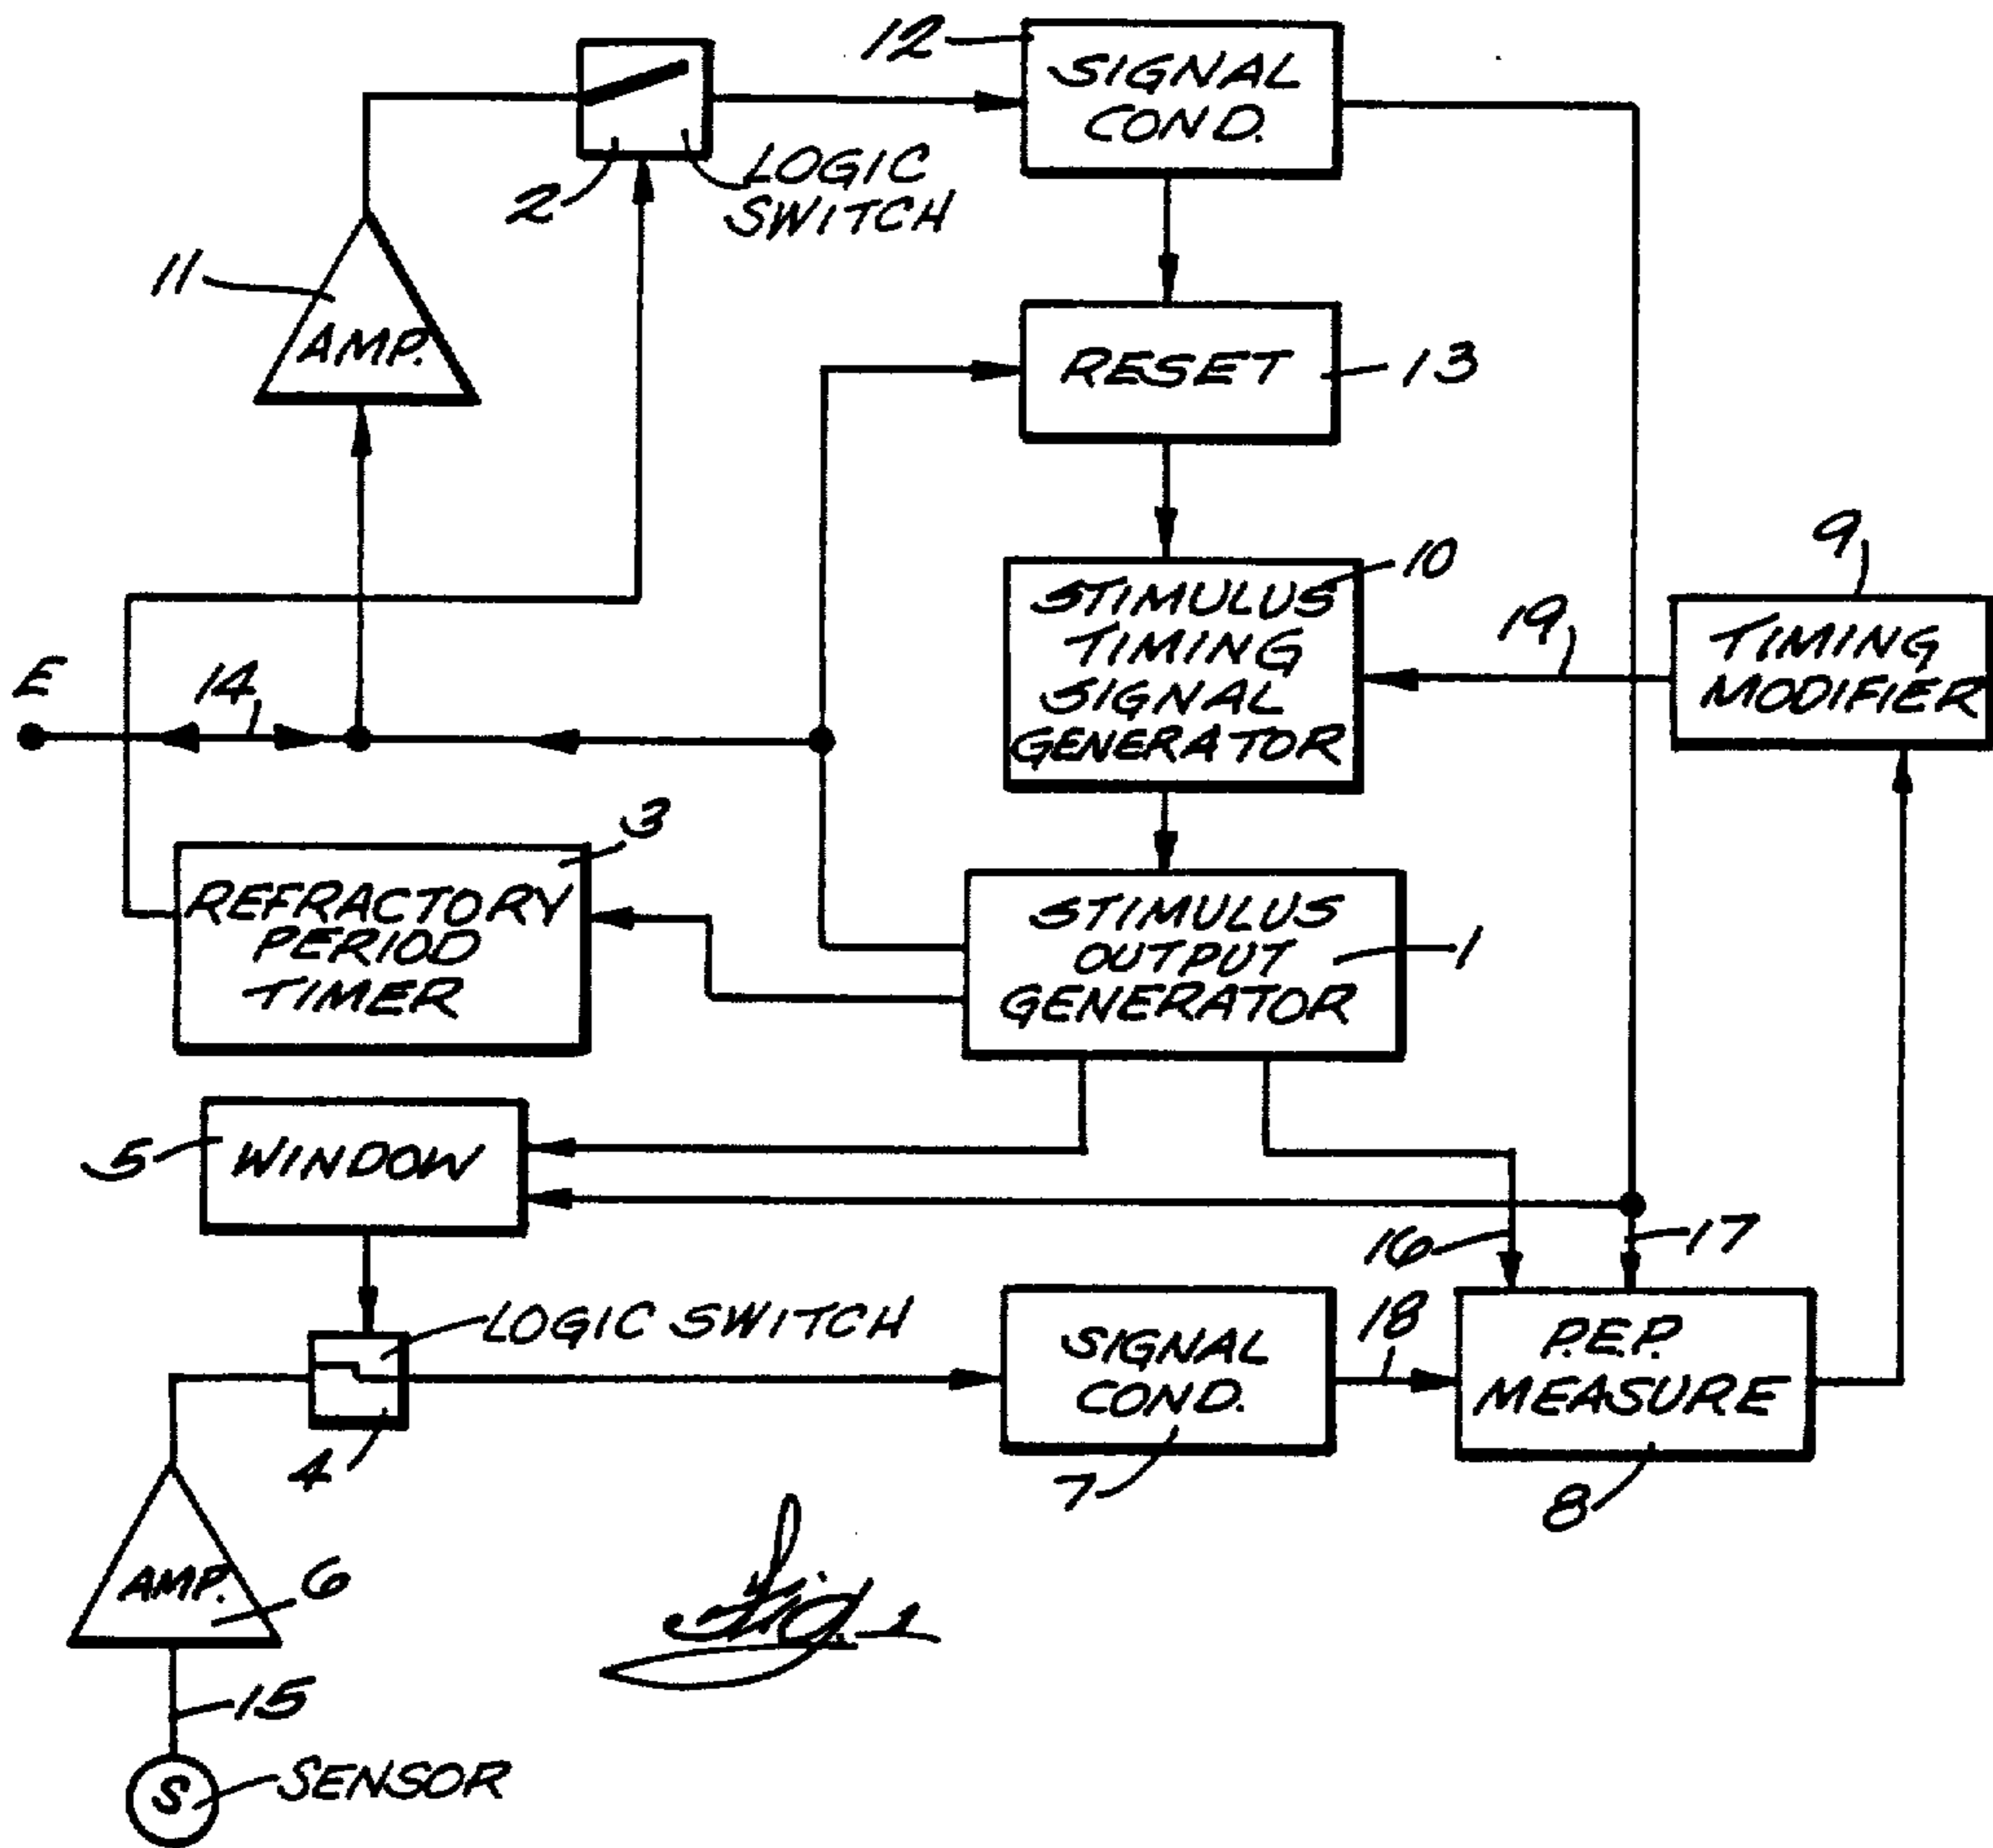 12
SIGNAL
COND.
2
LOGIC
SWITCH
11
AMP.
RESET
13
10
STIMULUS
TIMING
SIGNAL
GENERATOR
19
9
TIMING
MODIFIER
E
14
3
REFRACTORY
PERIOD
TIMER
STIMULUS
OUTPUT
GENERATOR
1
5
WINDOW
16
17
LOGIC SWITCH
4
SIGNAL
COND.
7
18
P.E.P.
MEASURE
8
AMP.
6
Fig. 1
15
S
SENSOR